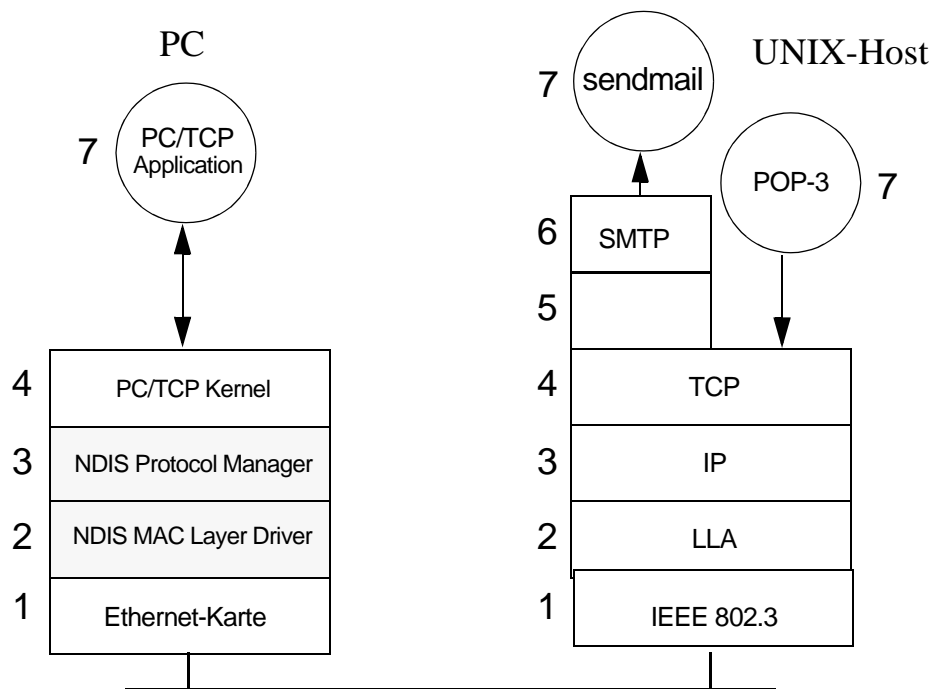 PC
UNIX-Host
7
sendmail
7
PC/TCP
Application
POP-3
7
6
SMTP
5
4
PC/TCP Kernel
4
TCP
3
NDIS Protocol Manager
3
IP
2
NDIS MAC Layer Driver
2
LLA
1
Ethernet-Karte
1
IEEE 802.3